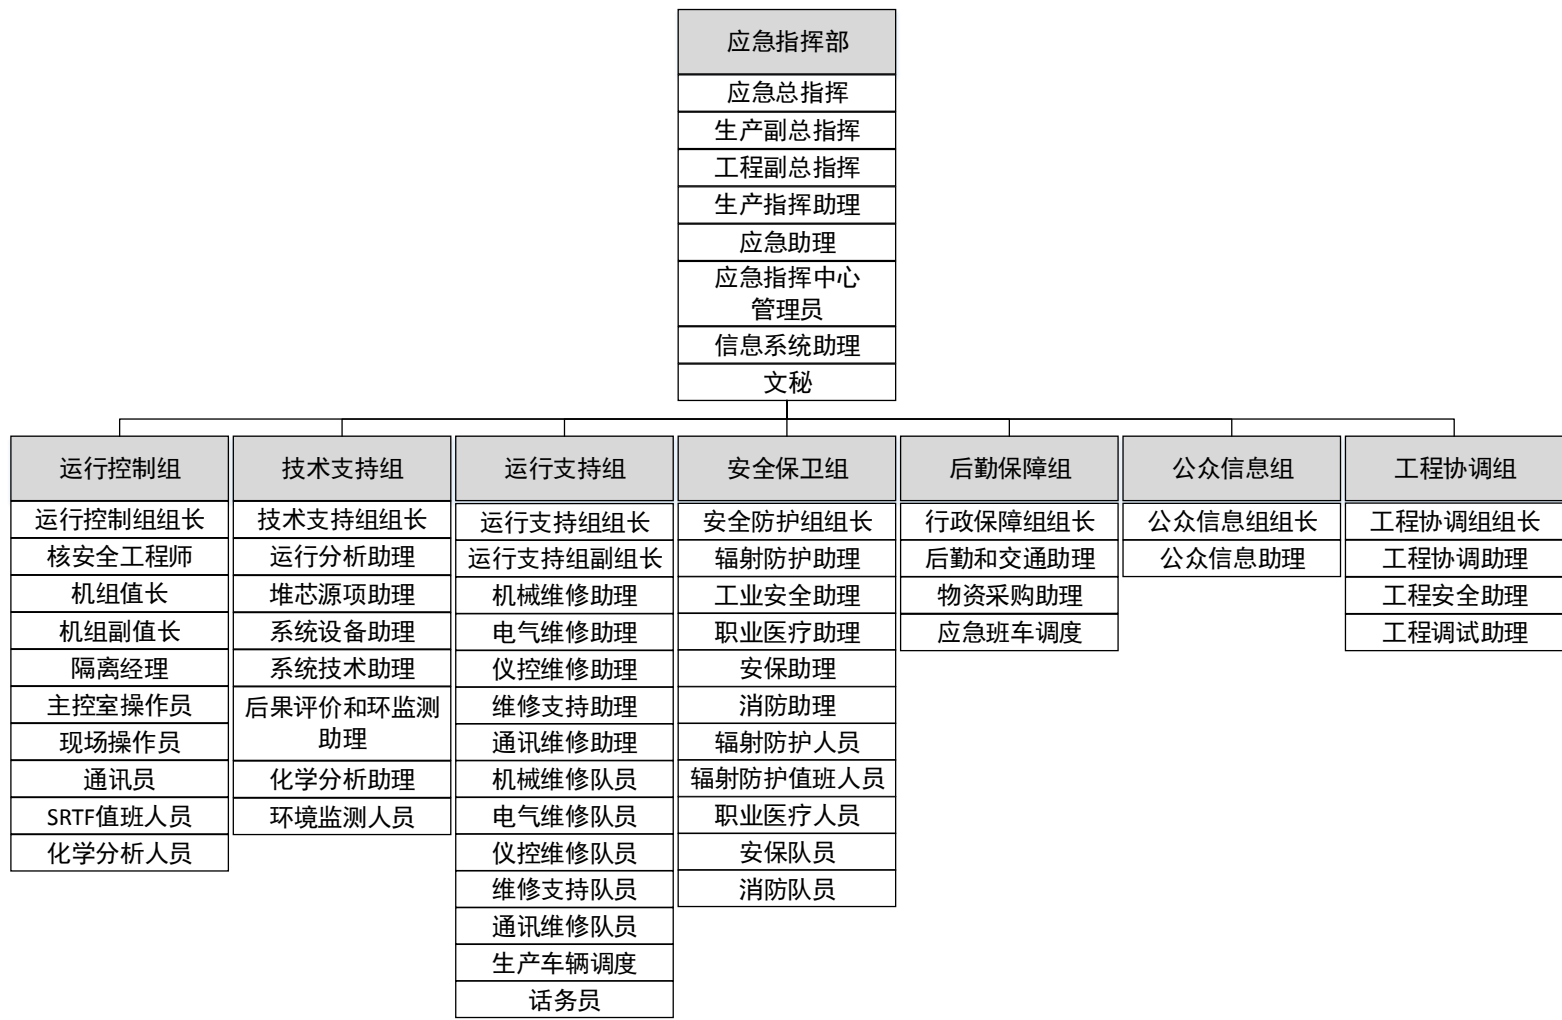 应急指挥部
应急总指挥
生产副总指挥
工程副总指挥
生产指挥助理
应急助理
应急指挥中心
管理员
信息系统助理
文秘
运行控制组
运行控制组组长
核安全工程师
机组值长
机组副值长
隔离经理
主控室操作员
现场操作员
通讯员
SRTF值班人员
化学分析人员
技术支持组
技术支持组组长
运行分析助理
堆芯源项助理
系统设备助理
系统技术助理
后果评价和环监测
助理
化学分析助理
环境监测人员
运行支持组
运行支持组组长
运行支持组副组长
机械维修助理
电气维修助理
仪控维修助理
维修支持助理
通讯维修助理
机械维修队员
电气维修队员
仪控维修队员
维修支持队员
通讯维修队员
生产车辆调度
话务员
安全保卫组
安全防护组组长
辐射防护助理
工业安全助理
职业医疗助理
安保助理
消防助理
辐射防护人员
辐射防护值班人员
职业医疗人员
安保队员
消防队员
后勤保障组
行政保障组组长
后勤和交通助理
物资采购助理
应急班车调度
公众信息组
公众信息组组长
公众信息助理
工程协调组
工程协调组组长
工程协调助理
工程安全助理
工程调试助理